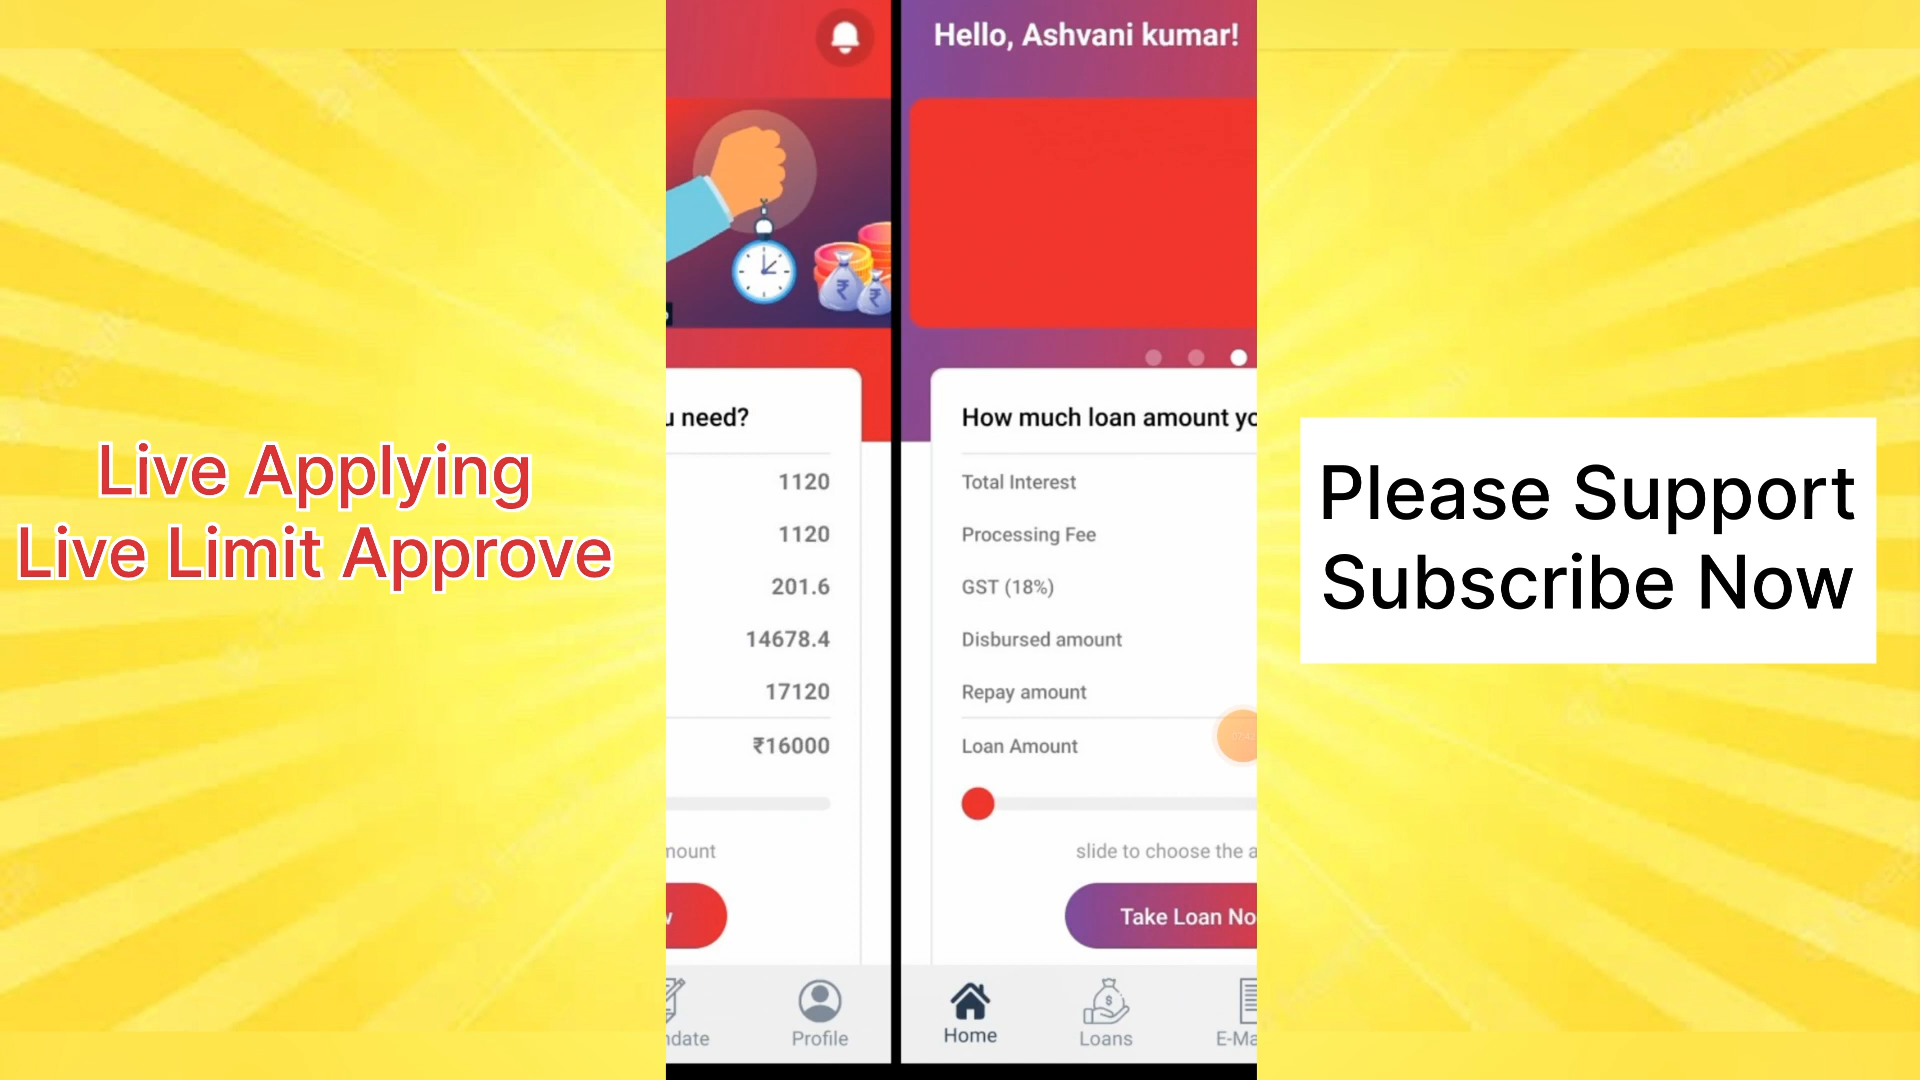 Live Applying
Live Limit Approve
u need?
1120
1120
201.6
14678.4
17120
₹16000
mount
w
ndate
Profile
Hello, Ashvani kumar!
How much loan amount yo
Total Interest
Processing Fee
GST (18%)
Disbursed amount
Repay amount
Loan Amount
slide to choose the a
Take Loan No
Home
Loans
E-Ma
Please Support
Subscribe Now